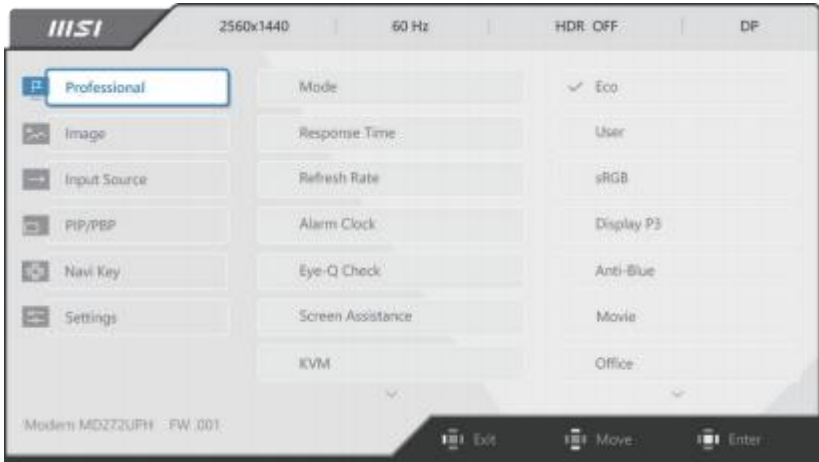 msi 2560x1440 60 Hz HDR OFF DP
Professional Mode Eco
Image Response Time User
Input Source Refresh Rate sRGB
PIP/PBP Alarm Clock Display P3
Navi Key Eye-Q Check Anti-Blue
Settings Screen Assistance Movie
KVM Office
Modern MD272UPH FW .001
Exit Move Enter